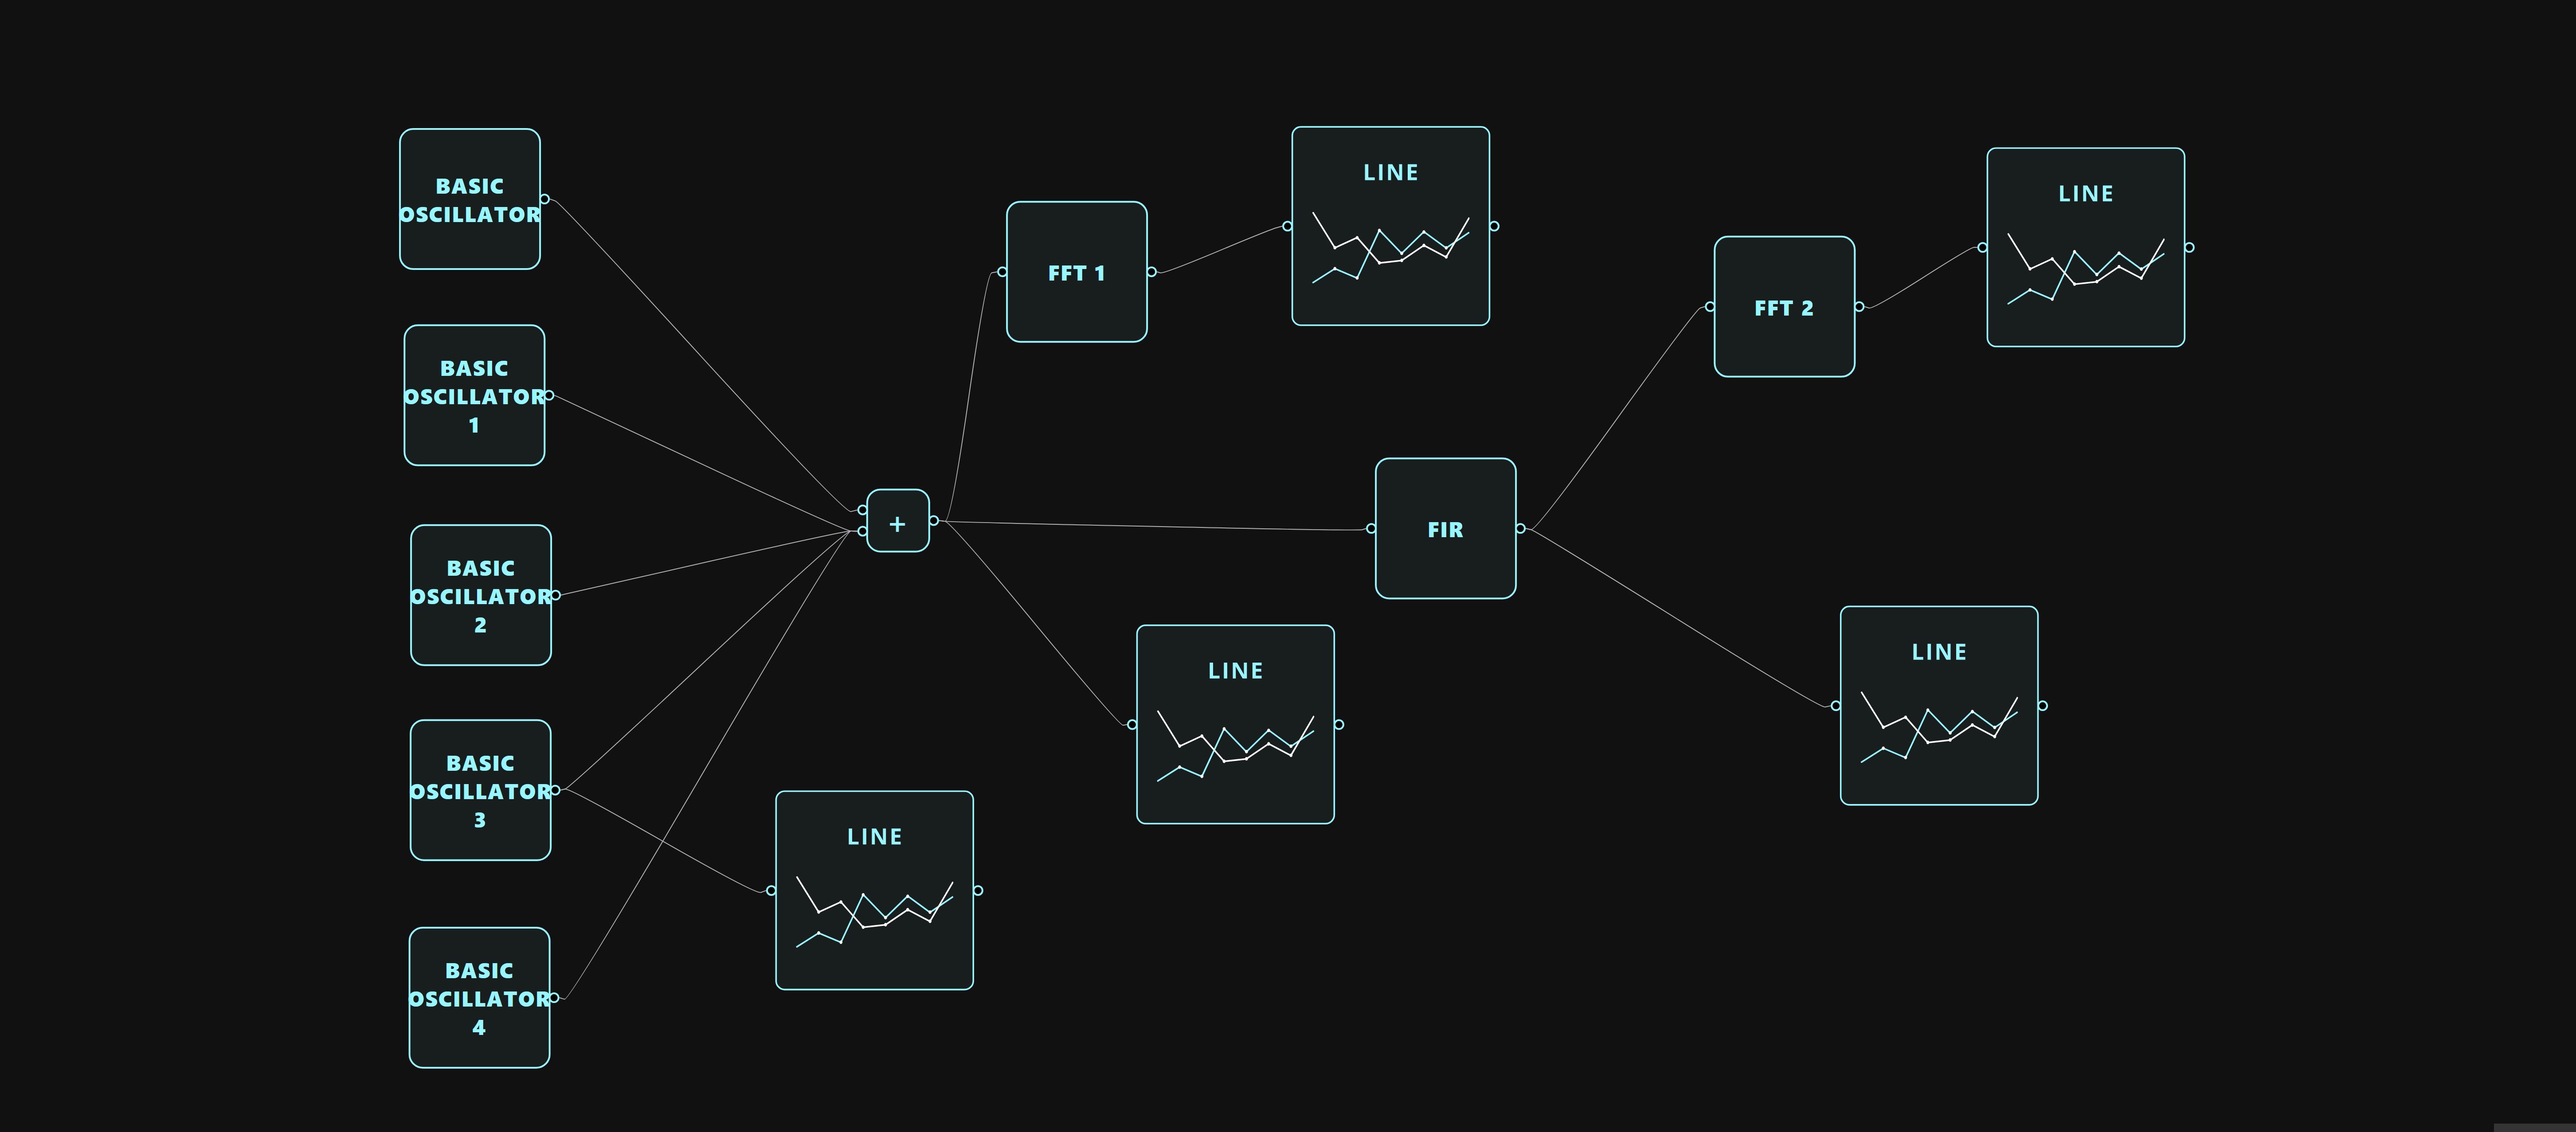 BASIC
OSCILLATOR
BASIC
OSCILLATOR
1
BASIC
OSCILLATOR
2
BASIC
OSCILLATOR
3
BASIC
OSCILLATOR
4
+
FFT 1
LINE
FIR
LINE
LINE
FFT 2
LINE
LINE